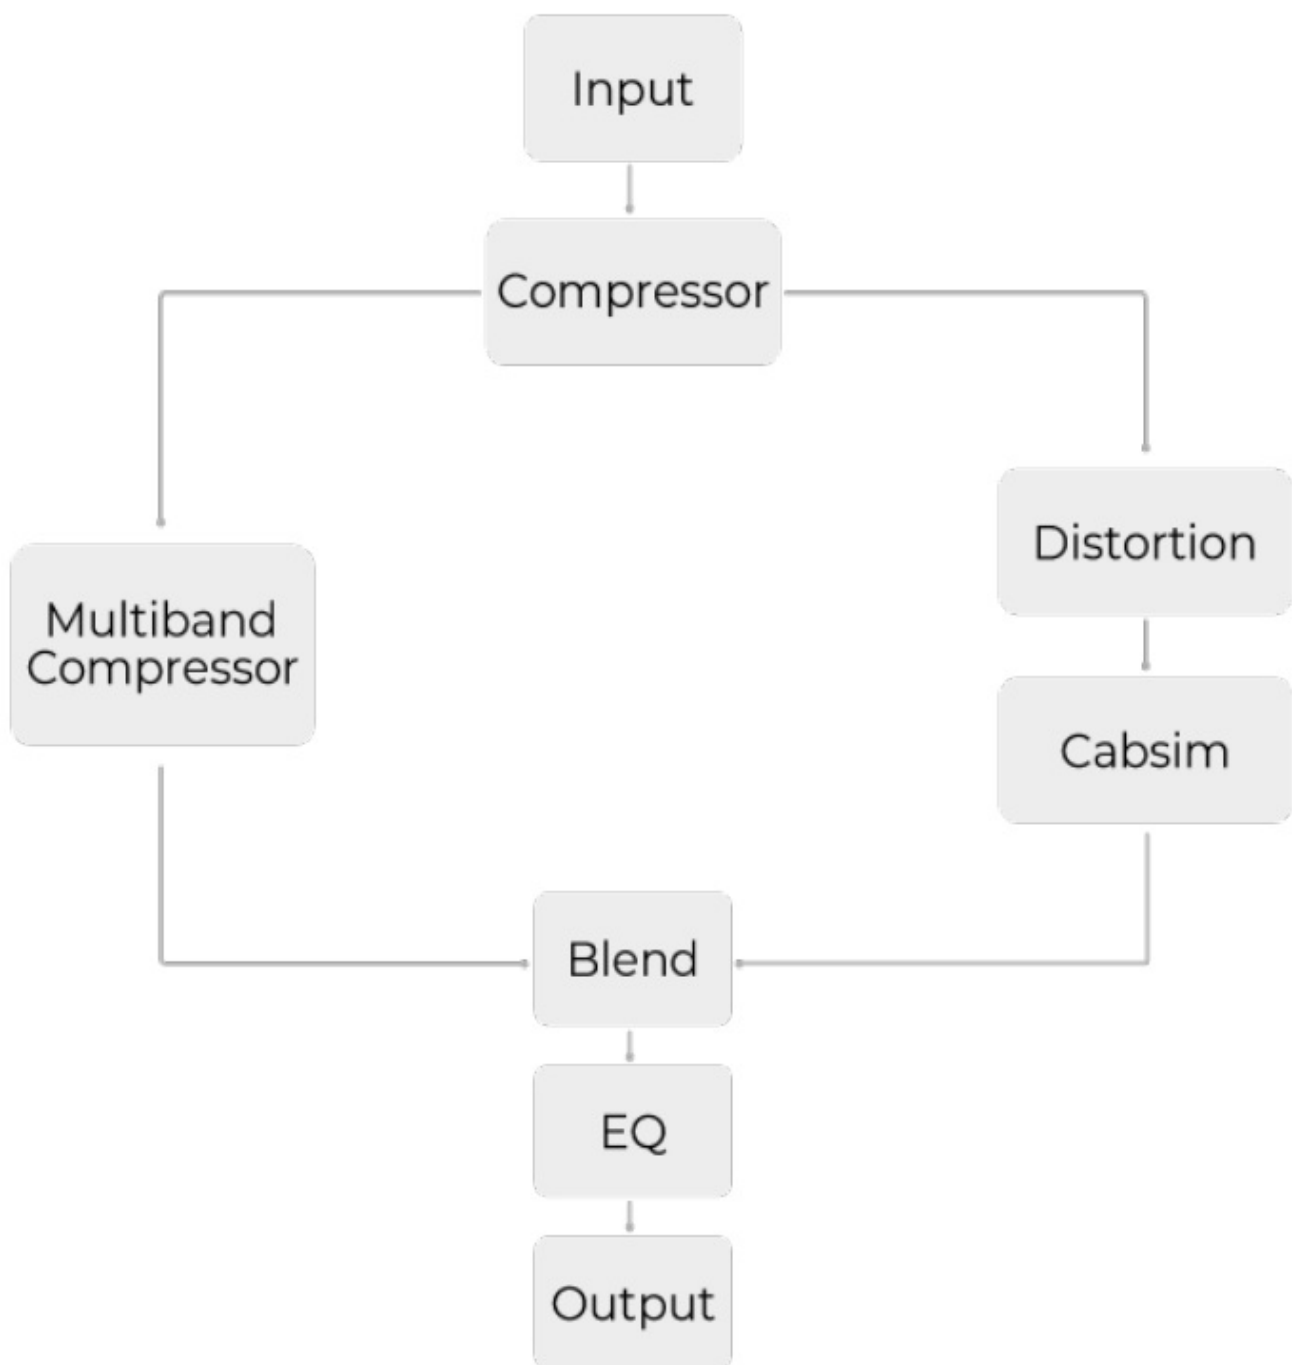 Input
Compressor
Distortion
Multiband
Compressor
Cabsim
Blend
EQ
Output